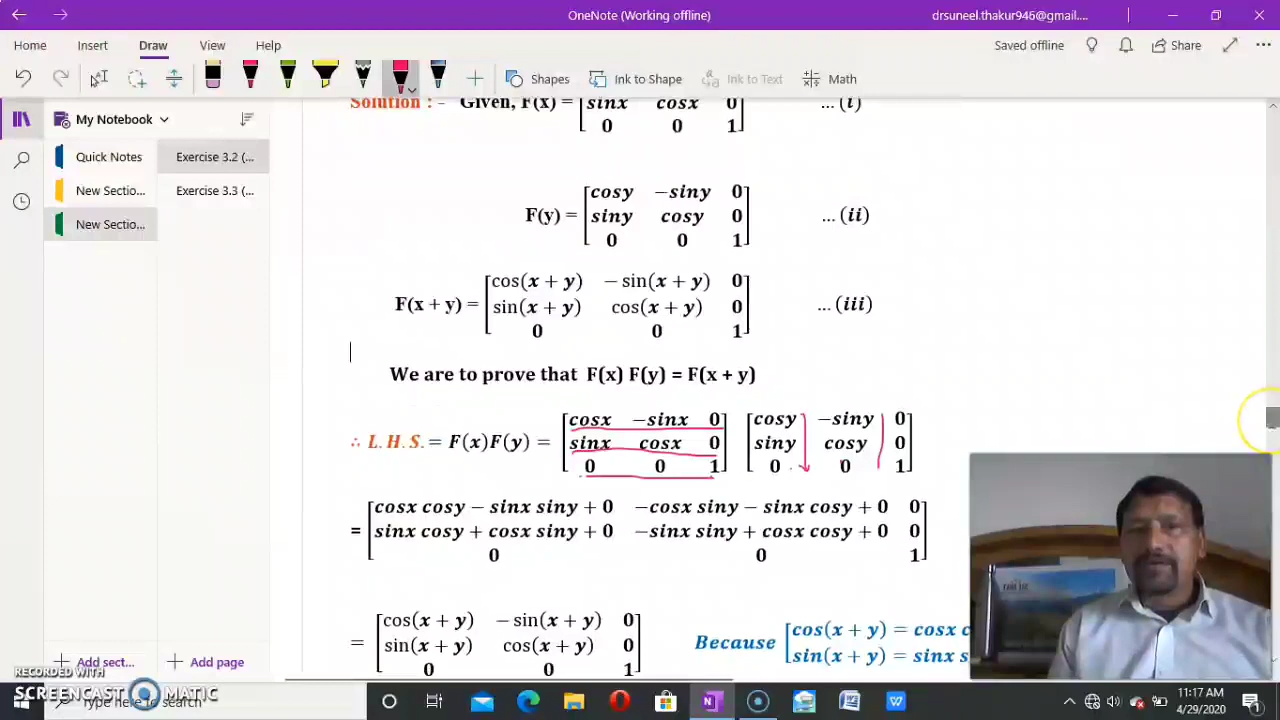 OneNote (Working offline)
drsuneel.thakur946@gmail....
Home Insert Draw View Help
Saved offline
Share
Shapes Ink to Shape Ink to Text Math
My Notebook
Quick Notes
New Sectio...
New Sectio...
Exercise 3.2 (...
Exercise 3.3 (...
Solution : – Given, F(x) = [sinx cosx 0 ... (i)
0 0 1]
[cosy −siny 0
F(y) = siny cosy 0 ... (ii)
0 0 1]
[cos(x + y) − sin(x + y) 0
F(x + y) = sin(x + y) cos(x + y) 0 ... (iii)
0 0 1]
We are to prove that F(x) F(y) = F(x + y)
[cosx −sinx 0 [cosy −siny 0
∴ L. H. S. = F(x)F(y) = sinx cosx 0 siny cosy 0
0 0 1] 0 0 1]
[cosx cosy − sinx siny + 0 −cosx siny − sinx cosy + 0 0
= sinx cosy + cosx siny + 0 −sinx siny + cosx cosy + 0 0
0 0 1]
[cos(x + y) − sin(x + y) 0
= sin(x + y) cos(x + y) 0
0 0 1]
Because [cos(x + y) = cosx c
sin(x + y) = sinx s
Add sect...
Add page
RECORDED WITH
SCREENCAST MATIC
Type here to search
ENG
11:17 AM
4/29/2020